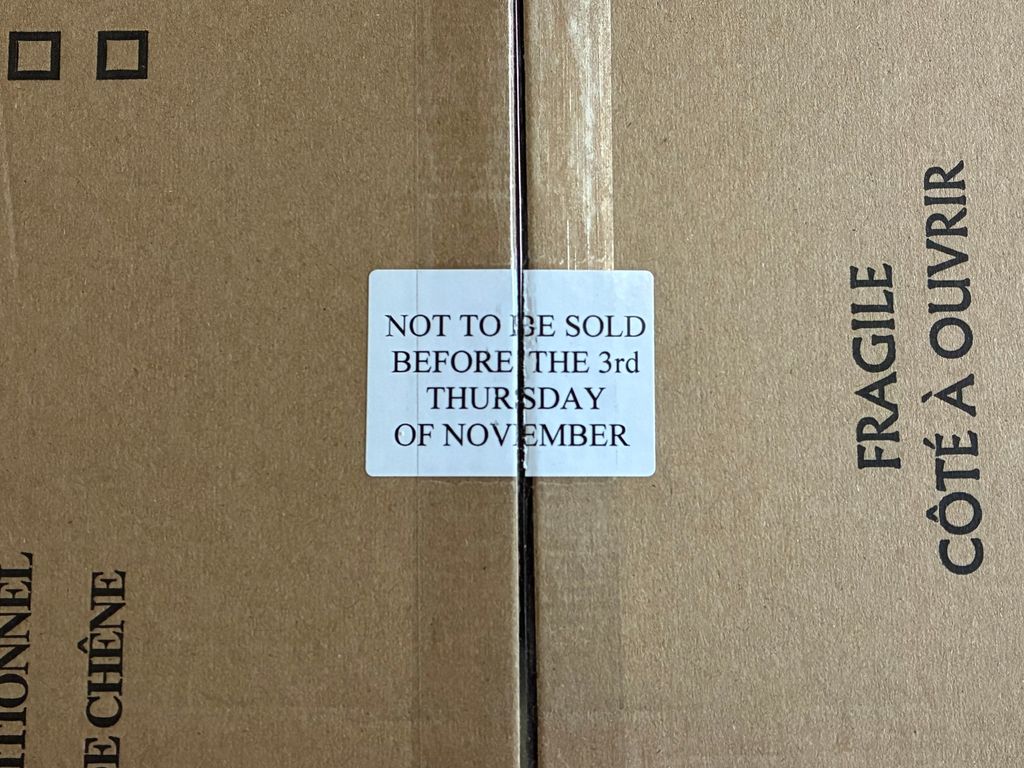 NOT TO BE SOLD
BEFORE THE 3rd
THURSDAY
OF NOVEMBER
FRAGILE
CÔTÉ À OUVRIR
CHÊNE